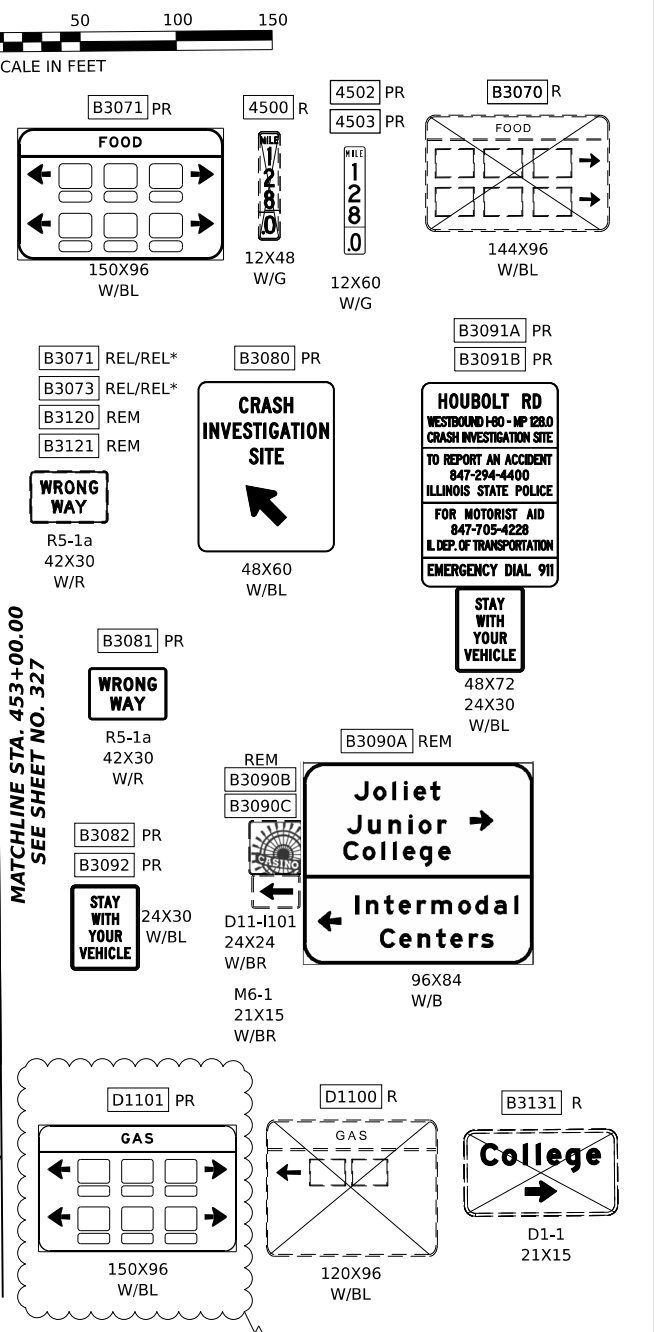 50 100 150
CALE IN FEET
B3071 PR
FOOD
150X96
W/BL
4500 R
MILE
1
2
8
.0
12X48
W/G
4502 PR
4503 PR
MILE
1
2
8
.0
12X60
W/G
B3070 R
FOOD
144X96
W/BL
B3071 REL/REL*
B3073 REL/REL*
B3120 REM
B3121 REM
WRONG
WAY
R5-1a
42X30
W/R
B3080 PR
CRASH
INVESTIGATION
SITE
48X60
W/BL
B3091A PR
B3091B PR
HOUBOLT RD
WESTBOUND I-80 - MP 128.0
CRASH INVESTIGATION SITE
TO REPORT AN ACCIDENT
847-294-4400
ILLINOIS STATE POLICE
FOR MOTORIST AID
847-705-4228
IL DEP. OF TRANSPORTATION
EMERGENCY DIAL 911
STAY
WITH
YOUR
VEHICLE
48X72
24X30
W/BL
MATCHLINE STA. 453+00.00
SEE SHEET NO. 327
B3081 PR
WRONG
WAY
R5-1a
42X30
W/R
B3082 PR
B3092 PR
STAY
WITH
YOUR
VEHICLE
24X30
W/BL
REM
B3090B
B3090C
CASINO
D11-I101
24X24
W/BR
M6-1
21X15
W/BR
B3090A REM
Joliet
Junior
College
Intermodal
Centers
96X84
W/B
D1101 PR
GAS
150X96
W/BL
D1100 R
GAS
120X96
W/BL
B3131 R
College
D1-1
21X15